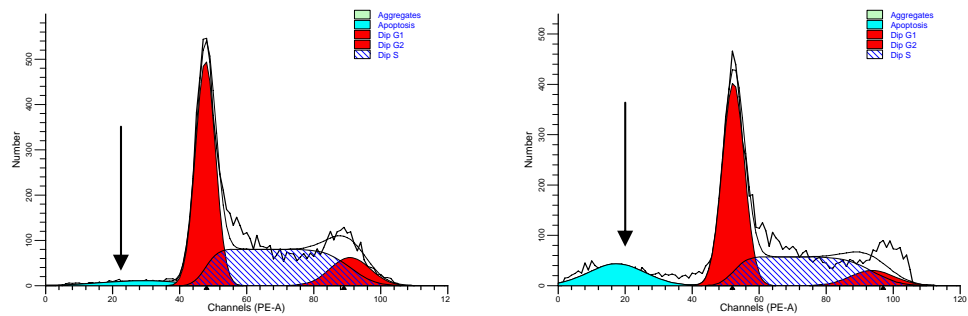 Aggregates
Apoptosis
Dip G1
Dip G2
Dip S
Number
0 100 200 300 400 500
0 20 40 60 80 100 12
Channels (PE-A)
Aggregates
Apoptosis
Dip G1
Dip G2
Dip S
Number
0 100 200 300 400 500
0 20 40 60 80 100 120
Channels (PE-A)